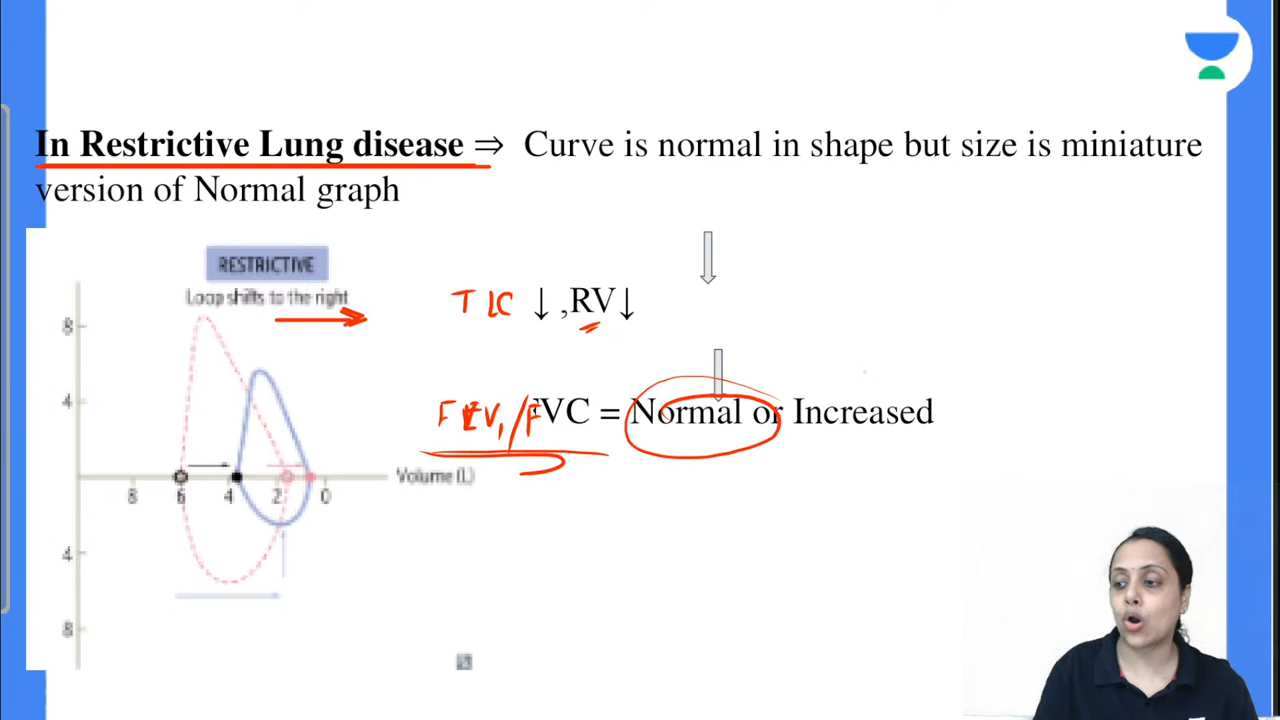 In Restrictive Lung disease ⇒ Curve is normal in shape but size is miniature
version of Normal graph
RESTRICTIVE
Loop shifts to the right
TLC ↓ ,RV↓
FEV₁/FVC = Normal or Increased
8
4
Volume (L)
8 6 4 2 0
4
8